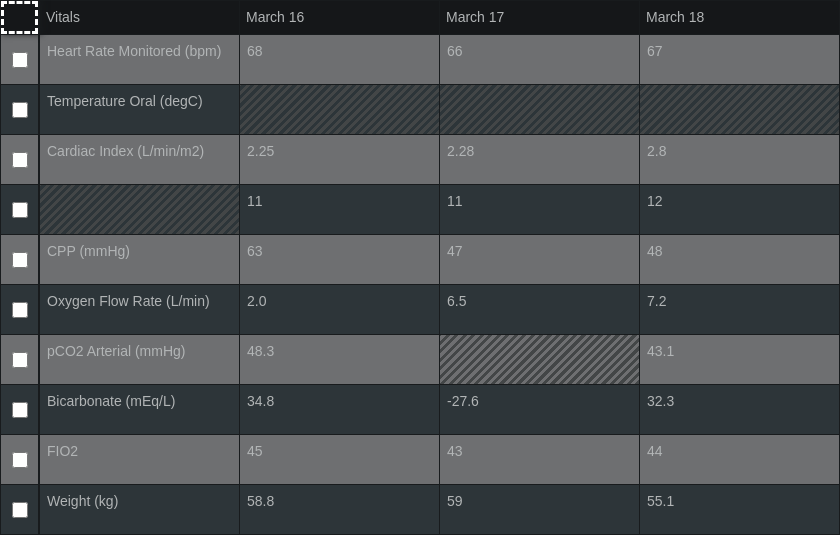 Vitals March 16 March 17 March 18
Heart Rate Monitored (bpm) 68 66 67
Temperature Oral (degC)
Cardiac Index (L/min/m2) 2.25 2.28 2.8
11 11 12
CPP (mmHg) 63 47 48
Oxygen Flow Rate (L/min) 2.0 6.5 7.2
pCO2 Arterial (mmHg) 48.3 43.1
Bicarbonate (mEq/L) 34.8 -27.6 32.3
FIO2 45 43 44
Weight (kg) 58.8 59 55.1